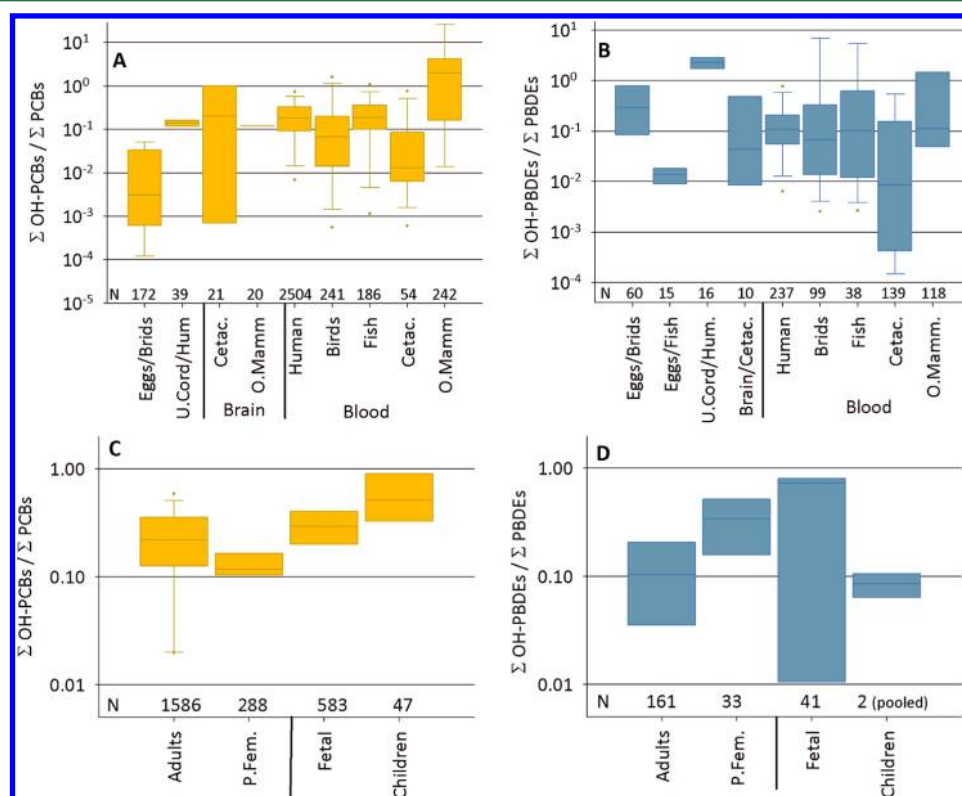 A
Σ OH-PCBs / Σ PCBs
10^1
10^0
10^-1
10^-2
10^-3
10^-4
10^-5
N 172 39 21 20 2504 241 186 54 242
Eggs/Brids
U.Cord/Hum
Cetac.
O.Mamm
Human
Birds
Fish
Cetac.
O.Mamm
Brain
Blood
B
Σ OH-PBDEs / Σ PBDEs
10^1
10^0
10^-1
10^-2
10^-3
10^-4
N 60 15 16 10 237 99 38 139 118
Eggs/Brids
Eggs/Fish
U.Cord/Hum.
Brain/Cetac.
Human
Brids
Fish
Cetac.
O.Mamm.
Blood
C
Σ OH-PCBs / Σ PCBs
1.00
0.10
0.01
N 1586 288 583 47
Adults
P.Fem.
Fetal
Children
D
Σ OH-PBDEs / Σ PBDEs
1.00
0.10
0.01
N 161 33 41 2 (pooled)
Adults
P.Fem.
Fetal
Children